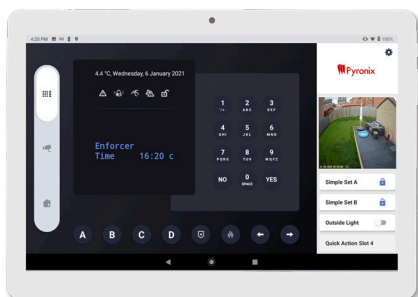 4:20 PM
100%
4.4 °C, Wednesday, 6 January 2021
Pyronix
Enforcer
Time 16:20 c
1
2
ABC
3
DEF
4
GHI
5
JKL
6
MNO
7
PQRS
8
TUV
9
WXYZ
NO
0
SPACE
YES
A
B
C
D
Simple Set A
Simple Set B
Outside Light
Quick Action Slot 4